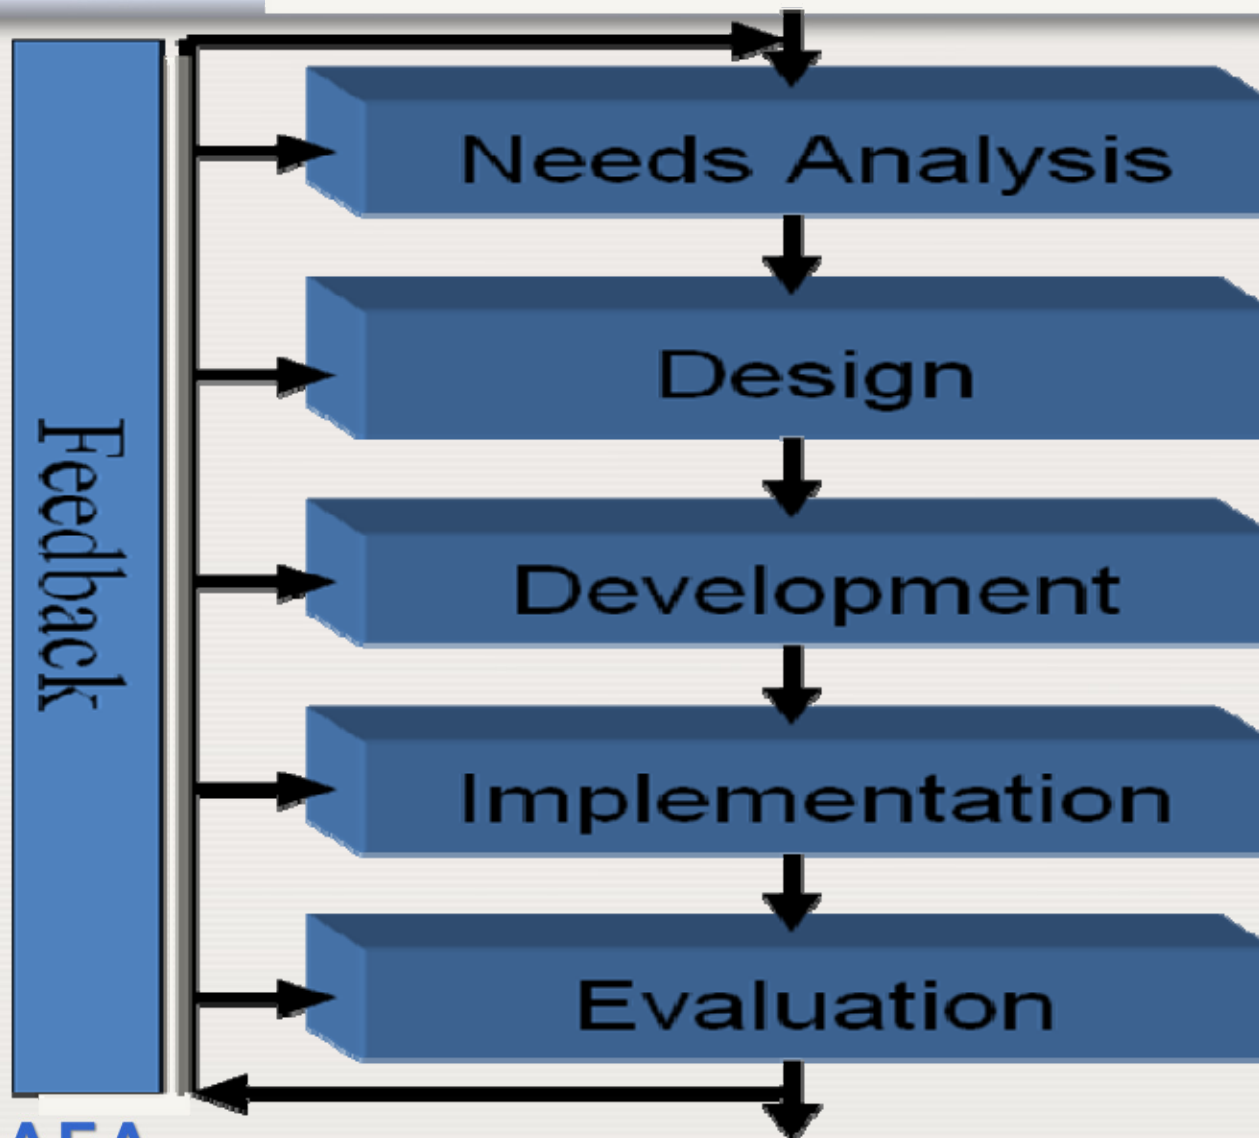 Needs Analysis
Design
Development
Implementation
Evaluation
Feedback